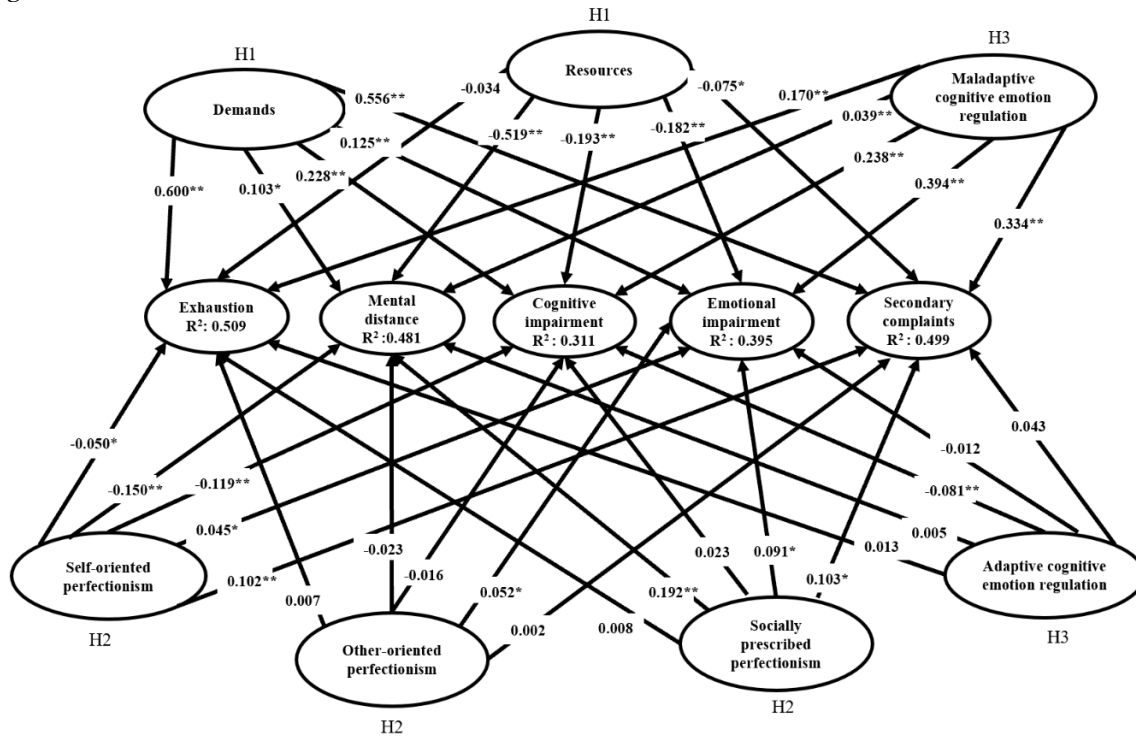 H1
H1
H3
Demands
Resources
Maladaptive
cognitive emotion
regulation
0.556**
-0.034
-0.075*
0.170**
0.125**
-0.519**
-0.193**
-0.182**
0.039**
0.600**
0.103*
0.228**
0.238**
0.394**
0.334**
Exhaustion
R²: 0.509
Mental
distance
R² :0.481
Cognitive
impairment
R² : 0.311
Emotional
impairment
R² : 0.395
Secondary
complaints
R² : 0.499
-0.050*
-0.150**
-0.119**
0.045*
0.102**
0.007
-0.023
-0.016
0.052*
0.002
0.008
0.192**
0.023
0.091*
0.103*
0.013
0.005
-0.081**
-0.012
0.043
Self-oriented
perfectionism
H2
Other-oriented
perfectionism
H2
Socially
prescribed
perfectionism
H2
Adaptive cognitive
emotion regulation
H3